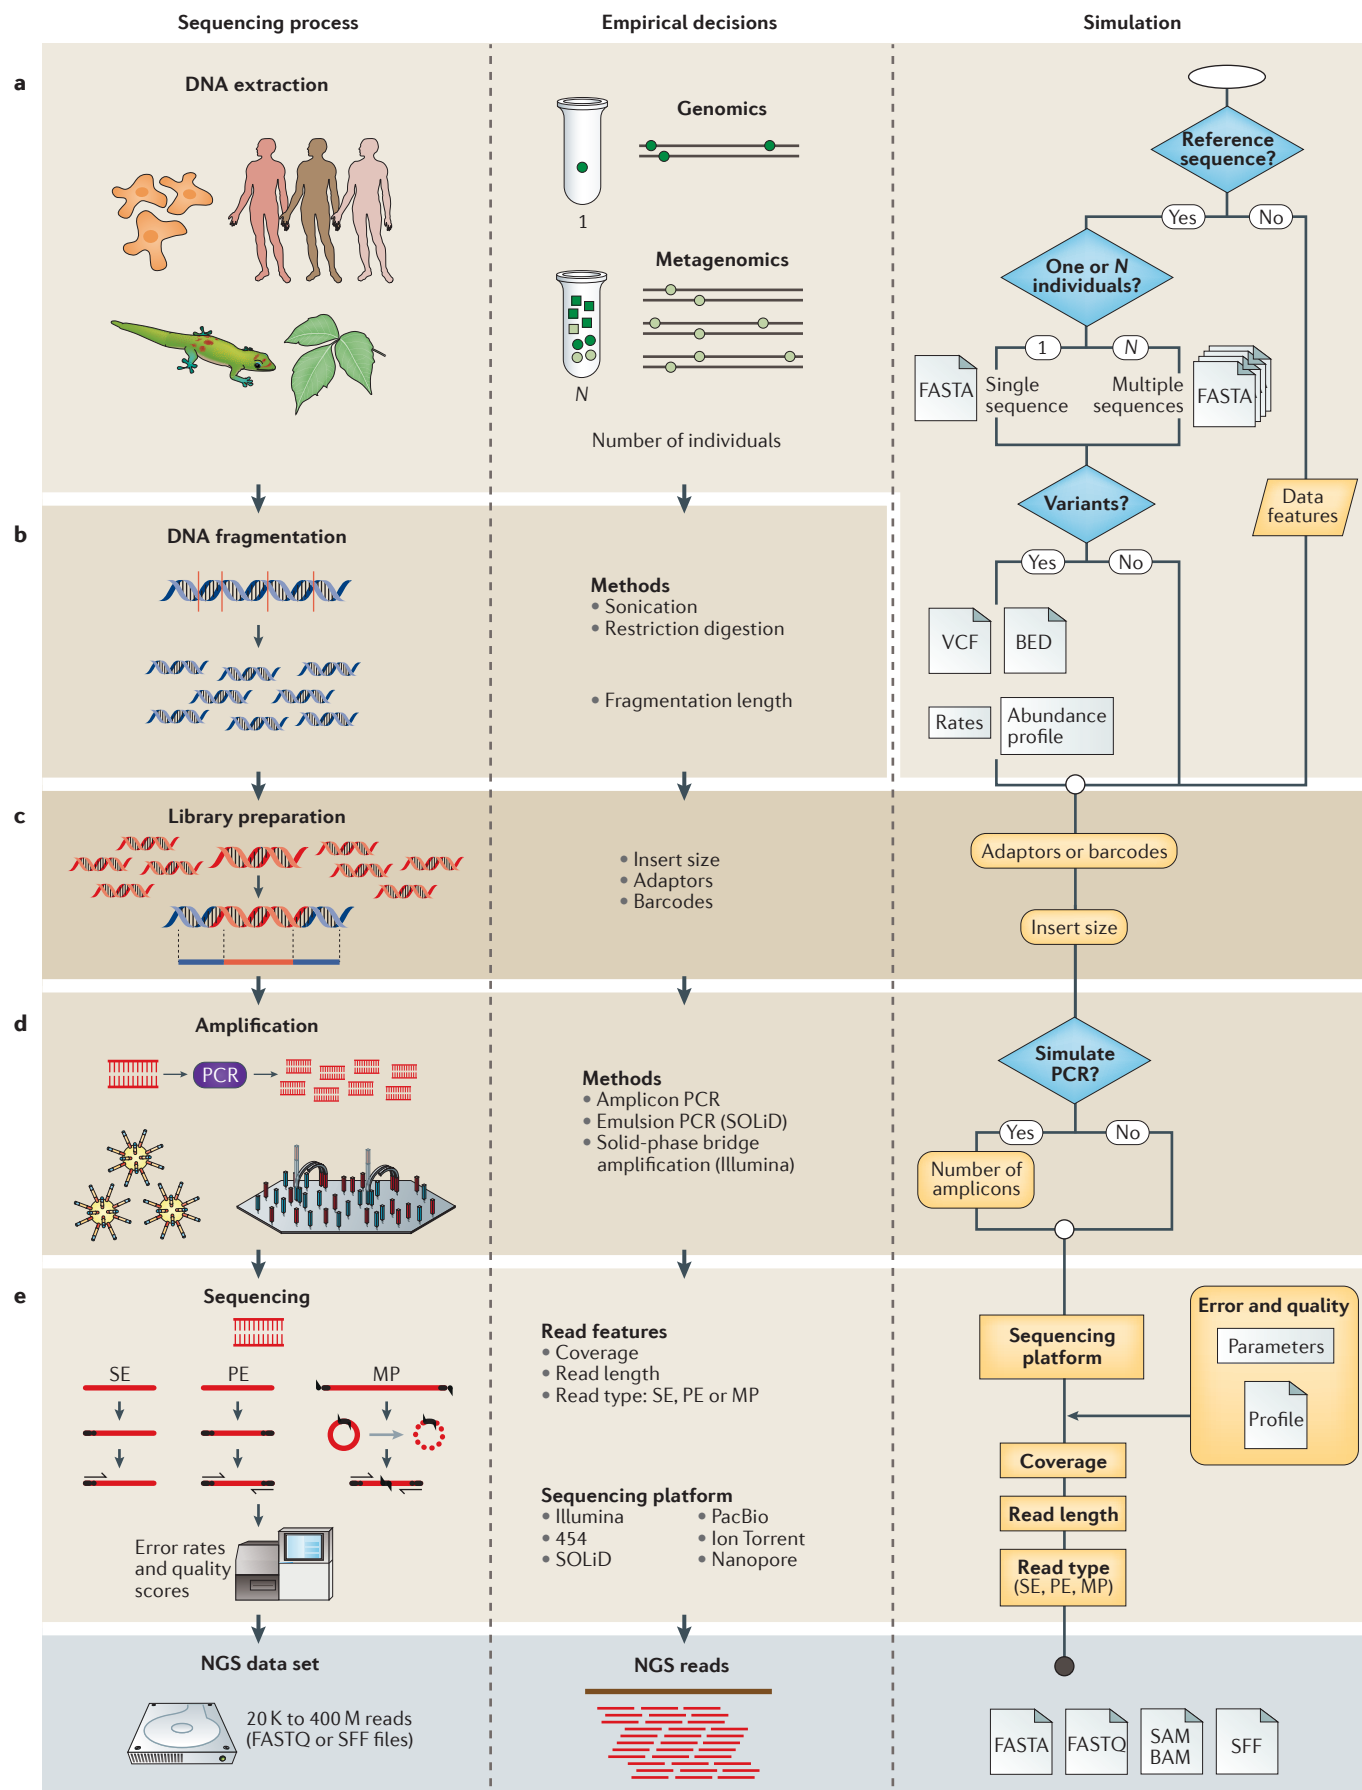 Sequencing process
Empirical decisions
Simulation
a
DNA extraction
1
Genomics
N
Metagenomics
Number of individuals
Reference
sequence?
Yes
No
One or N
individuals?
1
N
FASTA
Single
sequence
Multiple
sequences
FASTA
Variants?
Data
features
Yes
No
VCF
BED
Rates
Abundance
profile
b
DNA fragmentation
Methods
• Sonication
• Restriction digestion
• Fragmentation length
c
Library preparation
• Insert size
• Adaptors
• Barcodes
Adaptors or barcodes
Insert size
d
Amplification
PCR
Methods
• Amplicon PCR
• Emulsion PCR (SOLiD)
• Solid-phase bridge
amplification (Illumina)
Simulate
PCR?
Yes
No
Number of
amplicons
e
Sequencing
SE
PE
MP
Error rates
and quality
scores
Read features
• Coverage
• Read length
• Read type: SE, PE or MP
Sequencing platform
• Illumina
• 454
• SOLiD
• PacBio
• Ion Torrent
• Nanopore
Sequencing
platform
Error and quality
Parameters
Profile
Coverage
Read length
Read type
(SE, PE, MP)
NGS data set
20 K to 400 M reads
(FASTQ or SFF files)
NGS reads
FASTA
FASTQ
SAM
BAM
SFF